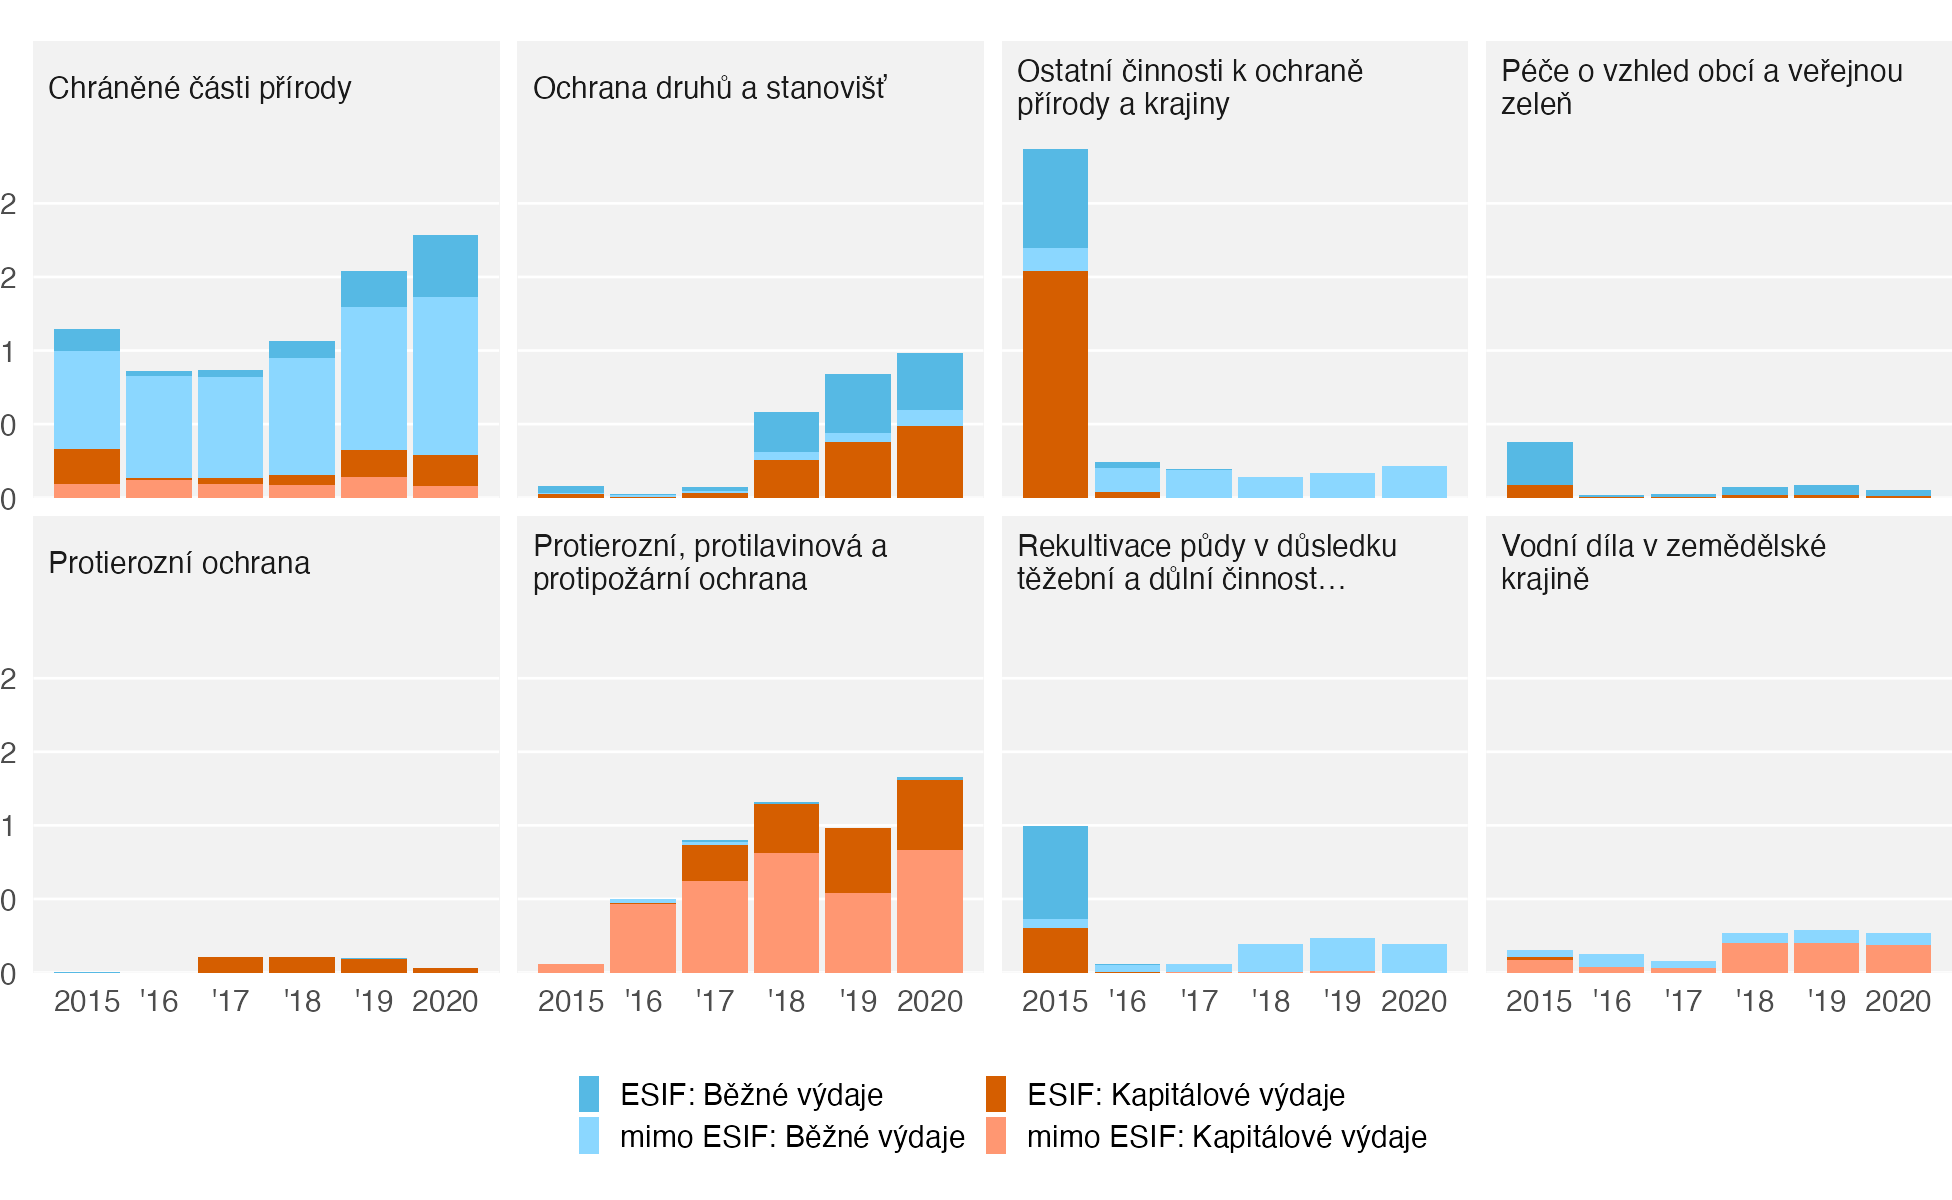 Chráněné části přírody
Ochrana druhů a stanovišť
Ostatní činnosti k ochraně
přírody a krajiny
Péče o vzhled obcí a veřejnou
zeleň
2
2
1
0
0
Protierozní ochrana
Protierozní, protilavinová a
protipožární ochrana
Rekultivace půdy v důsledku
těžební a důlní činnost…
Vodní díla v zemědělské
krajině
2
2
1
0
0
2015 '16 '17 '18 '19 2020
2015 '16 '17 '18 '19 2020
2015 '16 '17 '18 '19 2020
2015 '16 '17 '18 '19 2020
ESIF: Běžné výdaje
ESIF: Kapitálové výdaje
mimo ESIF: Běžné výdaje
mimo ESIF: Kapitálové výdaje